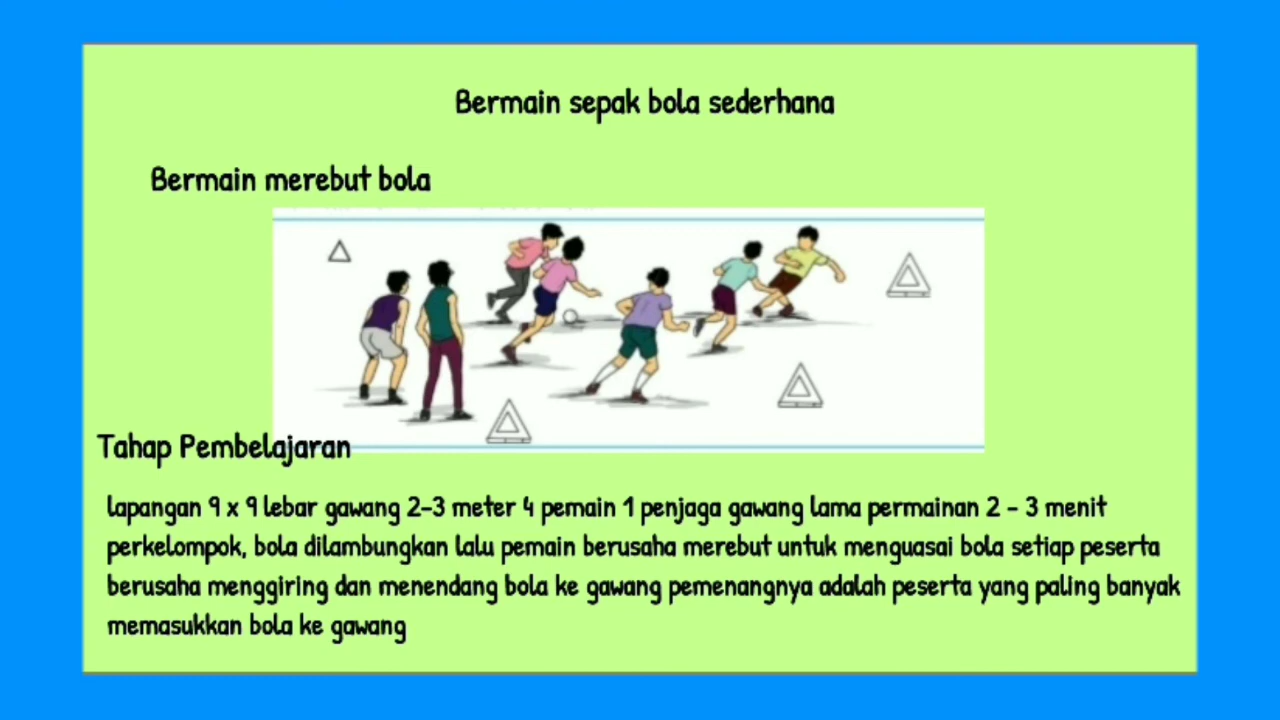 Bermain sepak bola sederhana
Bermain merebut bola
Tahap Pembelajaran
lapangan 9 x 9 lebar gawang 2-3 meter 4 pemain 1 penjaga gawang lama permainan 2 - 3 menit
perkelompok, bola dilambungkan lalu pemain berusaha merebut untuk menguasai bola setiap peserta
berusaha menggiring dan menendang bola ke gawang pemenangnya adalah peserta yang paling banyak
memasukkan bola ke gawang